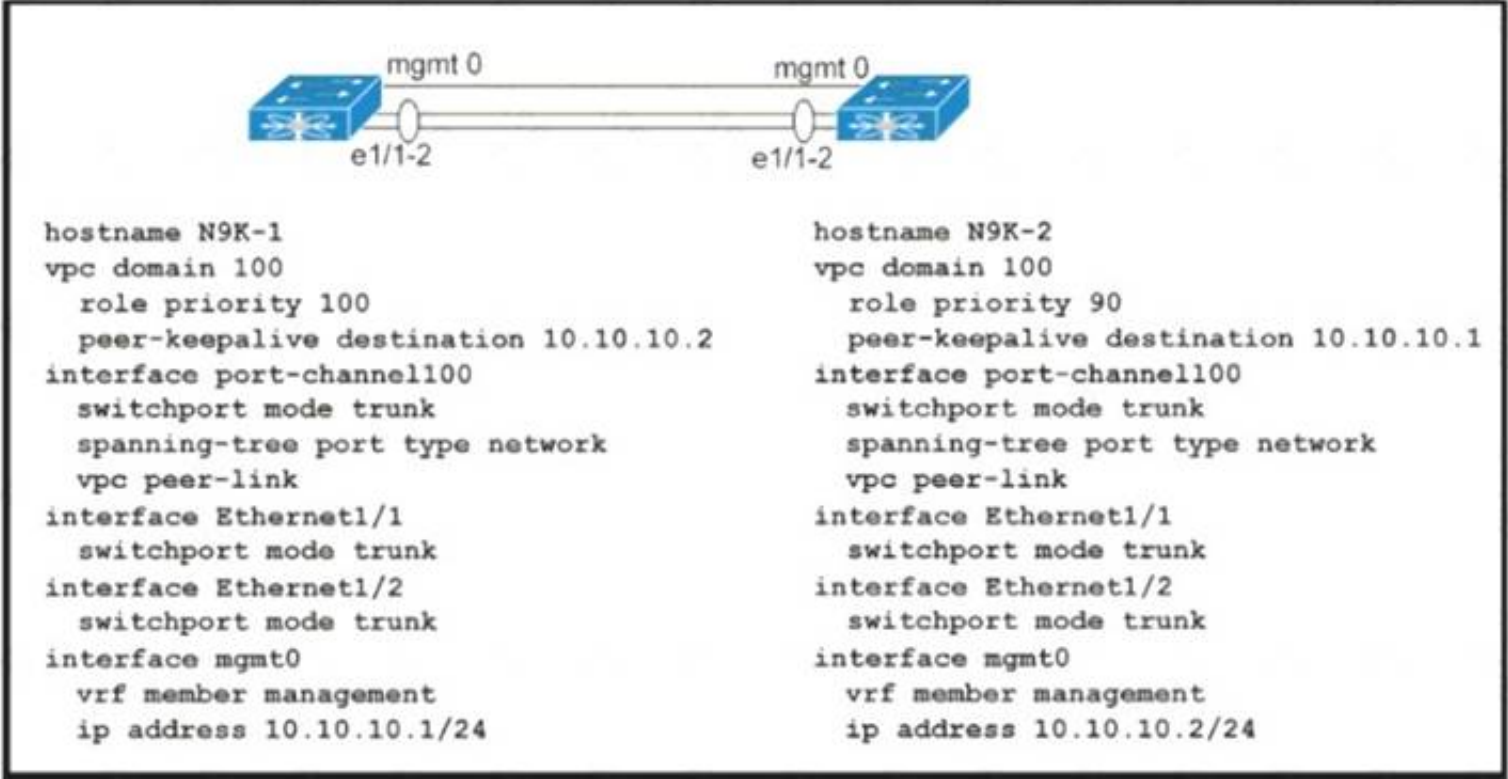 mgmt 0
mgmt 0
e1/1-2
e1/1-2
hostname N9K-1
vpc domain 100
role priority 100
peer-keepalive destination 10.10.10.2
interface port-channel100
switchport mode trunk
spanning-tree port type network
vpc peer-link
interface Ethernet1/1
switchport mode trunk
interface Ethernet1/2
switchport mode trunk
interface mgmt0
vrf member management
ip address 10.10.10.1/24
hostname N9K-2
vpc domain 100
role priority 90
peer-keepalive destination 10.10.10.1
interface port-channel100
switchport mode trunk
spanning-tree port type network
vpc peer-link
interface Ethernet1/1
switchport mode trunk
interface Ethernet1/2
switchport mode trunk
interface mgmt0
vrf member management
ip address 10.10.10.2/24